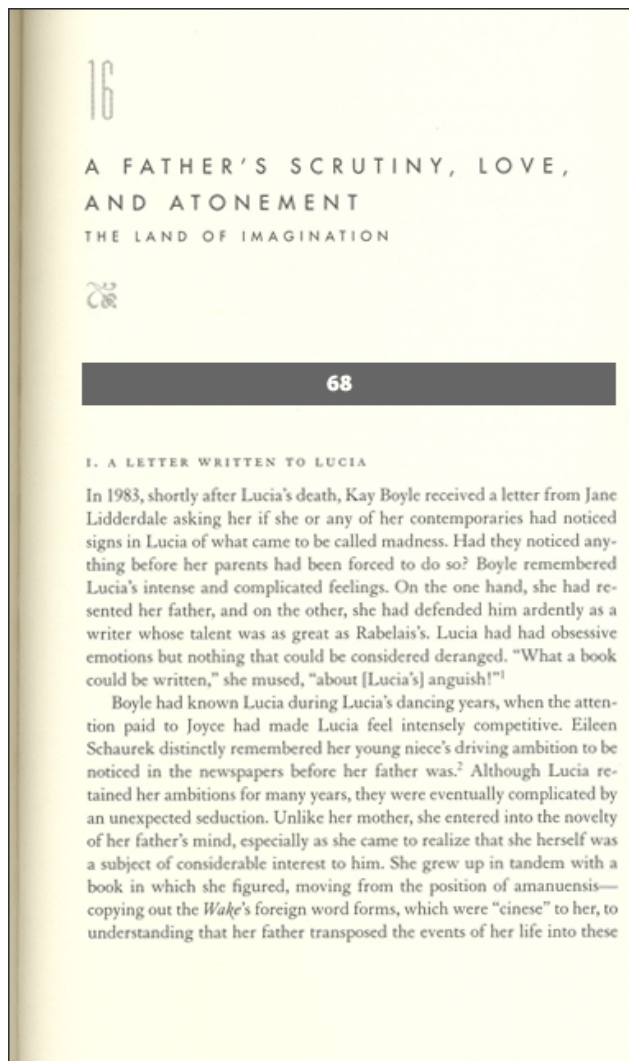 16
A FATHER'S SCRUTINY, LOVE,
AND ATONEMENT
THE LAND OF IMAGINATION
68
I. A LETTER WRITTEN TO LUCIA
In 1983, shortly after Lucia's death, Kay Boyle received a letter from Jane
Lidderdale asking her if she or any of her contemporaries had noticed
signs in Lucia of what came to be called madness. Had they noticed any-
thing before her parents had been forced to do so? Boyle remembered
Lucia's intense and complicated feelings. On the one hand, she had re-
sented her father, and on the other, she had defended him ardently as a
writer whose talent was as great as Rabelais's. Lucia had had obsessive
emotions but nothing that could be considered deranged. “What a book
could be written,” she mused, “about [Lucia's] anguish!”¹
Boyle had known Lucia during Lucia's dancing years, when the atten-
tion paid to Joyce had made Lucia feel intensely competitive. Eileen
Schaurek distinctly remembered her young niece's driving ambition to be
noticed in the newspapers before her father was.² Although Lucia re-
tained her ambitions for many years, they were eventually complicated by
an unexpected seduction. Unlike her mother, she entered into the novelty
of her father's mind, especially as she came to realize that she herself was
a subject of considerable interest to him. She grew up in tandem with a
book in which she figured, moving from the position of amanuensis—
copying out the Wake's foreign word forms, which were “cinese” to her, to
understanding that her father transposed the events of her life into these